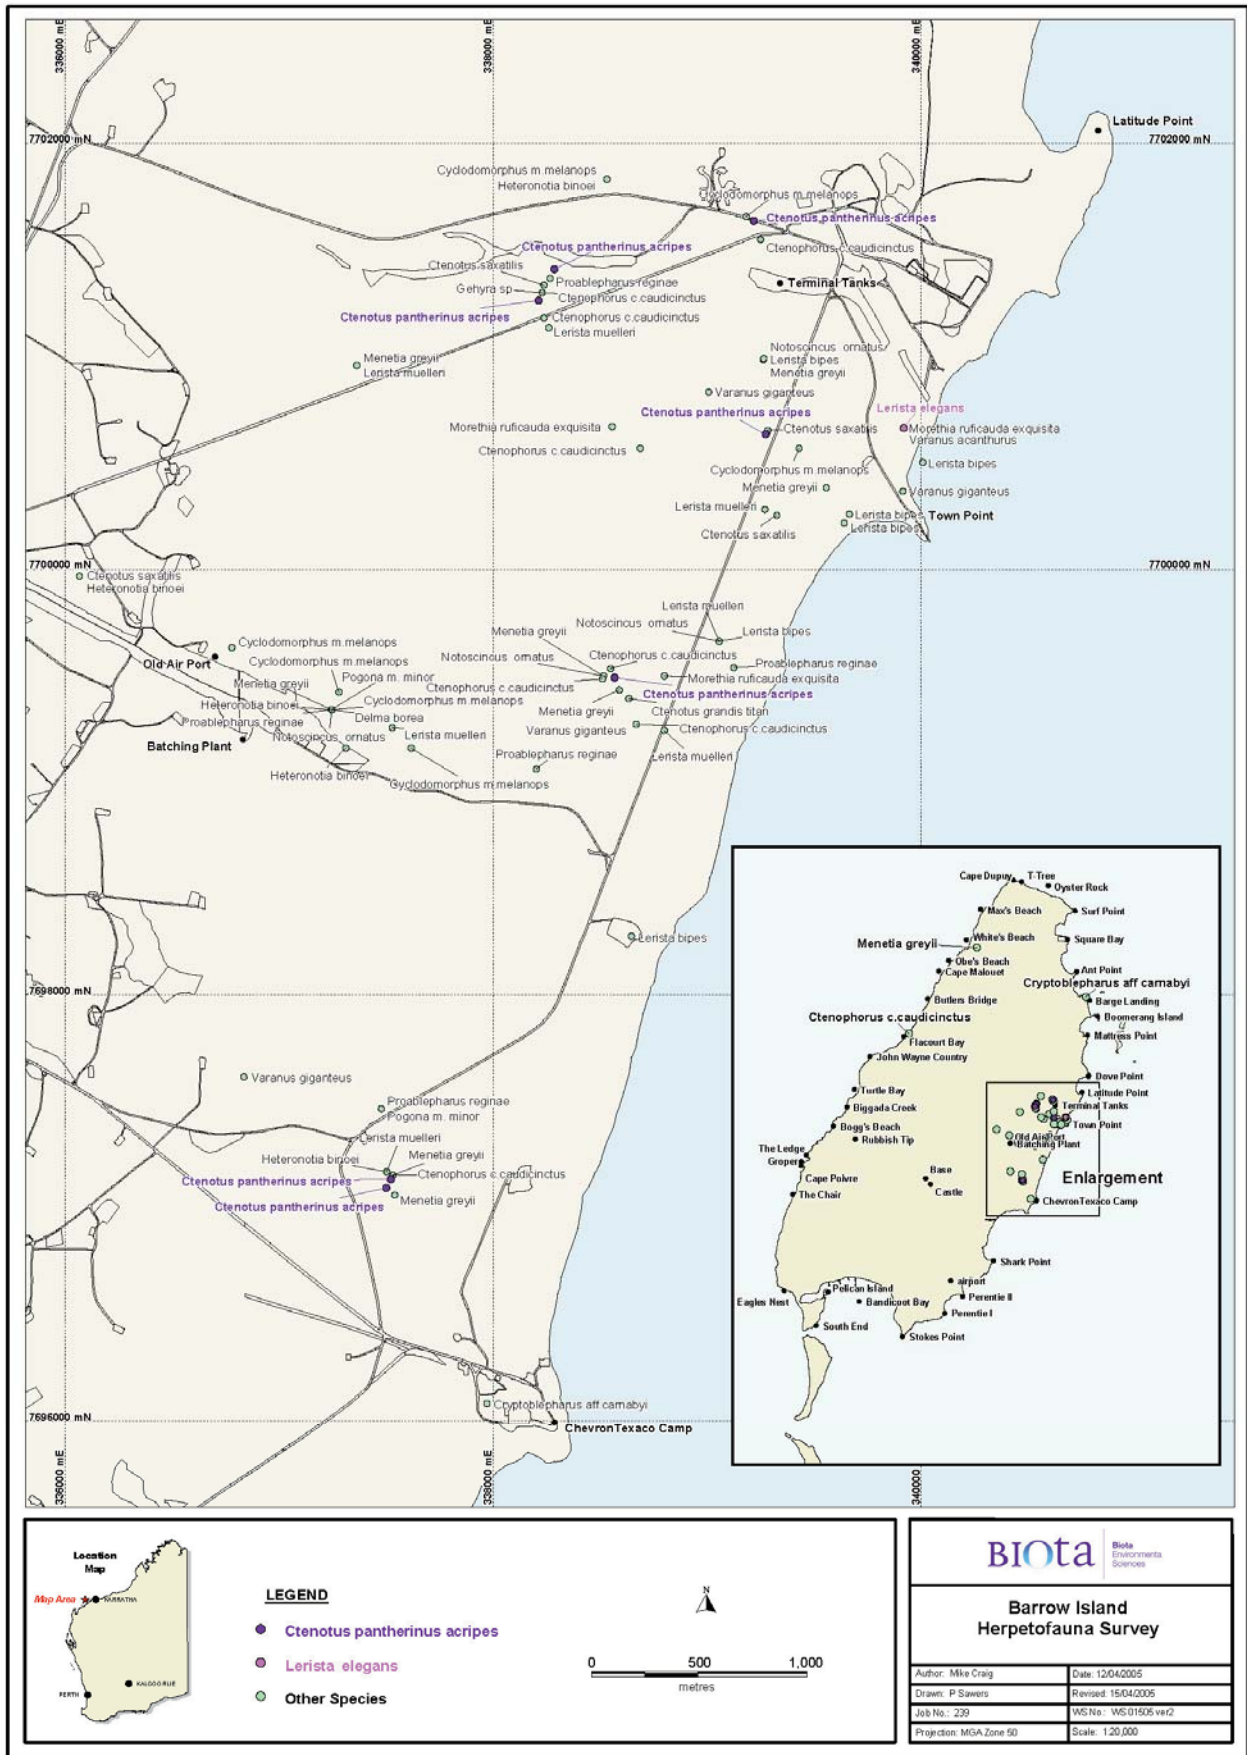 336000 mE
338000 mE
340000 mE
Latitude Point
7702000 mN
7702000 mN
Cyclodomorphus m.melanops
Heteronotia binoei
Cyclodomorphus m.melanops
Ctenotus pantherinus acripes
Ctenotus pantherinus acripes
Ctenophorus c.caudicinctus
Ctenotus saxatilis
Proablepharus reginae
Terminal Tanks
Gehyra sp
Ctenophorus c.caudicinctus
Ctenotus pantherinus acripes
Ctenophorus c.caudicinctus
Lerista muelleri
Notoscincus ornatus
Menetia greyii
Lerista bipes
Lerista muelleri
Menetia greyii
Varanus giganteus
Ctenotus pantherinus acripes
Lerista elegans
Morethia ruficauda exquisita
Ctenotus saxatilis
Morethia ruficauda exquisita
Varanus acanthurus
Ctenophorus c.caudicinctus
Lerista bipes
Cyclodomorphus m.melanops
Menetia greyii
Varanus giganteus
Lerista muelleri
Lerista bipes
Town Point
Ctenotus saxatilis
Lerista bipes
7700000 mN
7700000 mN
Ctenotus saxatilis
Heteronotia binoei
Lerista muelleri
Notoscincus ornatus
Menetia greyii
Lerista bipes
Cyclodomorphus m.melanops
Old Air Port
Cyclodomorphus m.melanops
Notoscincus ornatus
Ctenophorus c.caudicinctus
Proablepharus reginae
Pogona m. minor
Morethia ruficauda exquisita
Menetia greyii
Ctenophorus c.caudicinctus
Ctenotus pantherinus acripes
Heteronotia binoei
Cyclodomorphus m.melanops
Menetia greyii
Ctenotus grandis titan
Proablepharus reginae
Delma borea
Varanus giganteus
Ctenophorus c.caudicinctus
Batching Plant
Notoscincus ornatus
Lerista muelleri
Lerista muelleri
Proablepharus reginae
Heteronotia binoei
Cyclodomorphus m.melanops
Lerista bipes
7698000 mN
Varanus giganteus
Proablepharus reginae
Pogona m. minor
Lerista muelleri
Menetia greyii
Heteronotia binoei
Ctenophorus c.caudicinctus
Ctenotus pantherinus acripes
Ctenotus pantherinus acripes
Menetia greyii
Cryptoblepharus aff carnabyi
7696000 mN
ChevronTexaco Camp
336000 mE
338000 mE
340000 mE
Cape Dupuy
T-Tree
Oyster Rock
Max's Beach
Surf Point
White's Beach
Square Bay
Menetia greyii
Obe's Beach
Cape Malouet
Ant Point
Cryptoblepharus aff carnabyi
Butlers Bridge
Barge Landing
Ctenophorus c.caudicinctus
Boomerang Island
Flacourt Bay
Mattress Point
John Wayne Country
Dove Point
Turtle Bay
Latitude Point
Biggada Creek
Terminal Tanks
Bogg's Beach
Town Point
Rubbish Tip
Old Air Port
Batching Plant
The Ledge
Groper
Base
Cape Poivre
Castle
Enlargement
The Chair
ChevronTexaco Camp
Shark Point
airport
Pelican Island
Eagles Nest
Bandicoot Bay
Perentie II
Perentie I
South End
Stokes Point
Location
Map
Map Area
KARRATHA
KALGOORLIE
PERTH
LEGEND
Ctenotus pantherinus acripes
Lerista elegans
Other Species
N
0 500 1,000
metres
BIOta
Biota
Environmental
Sciences
Barrow Island
Herpetofauna Survey
Author: Mike Craig
Date: 12/04/2005
Drawn: P Sawers
Revised: 15/04/2005
Job No.: 239
WS No.: WS 01505 ver2
Projection: MGA Zone 50
Scale: 1:20,000